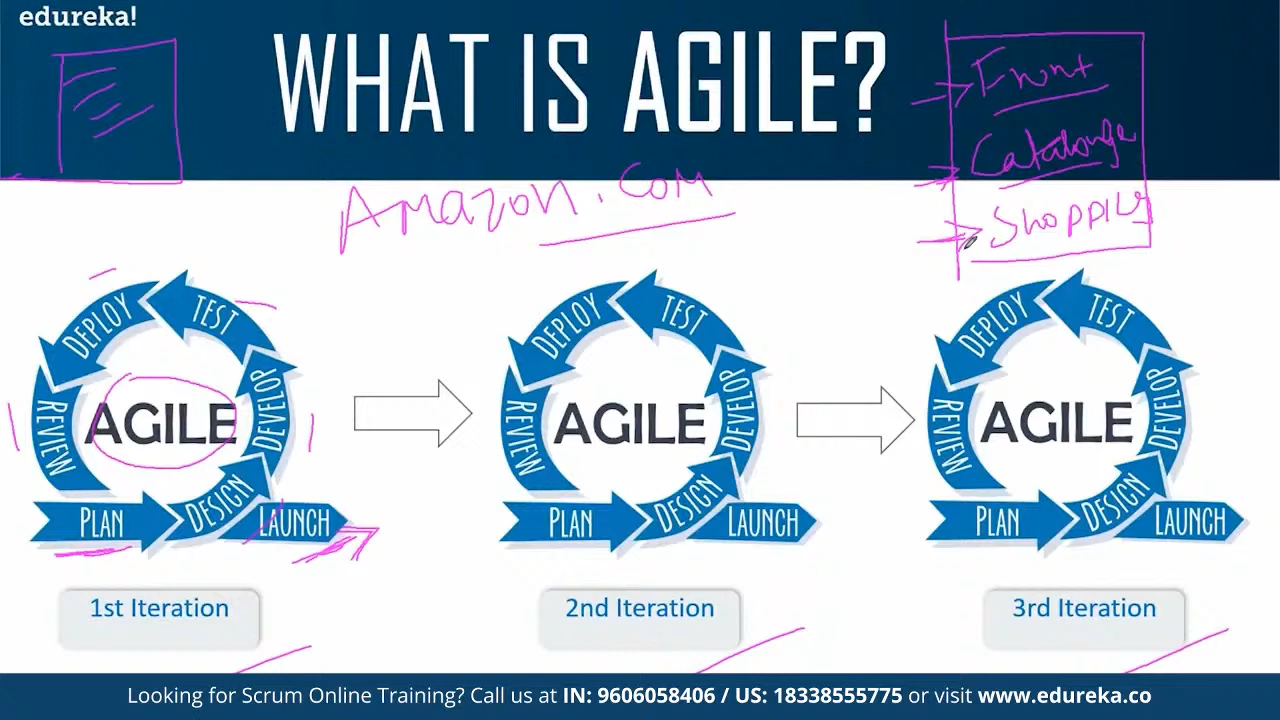 edureka!
WHAT IS AGILE?
Front
Catalouge
Shopping
Amazon.com
DEPLOY
TEST
REVIEW
AGILE
DEVELOP
PLAN
DESIGN
LAUNCH
DEPLOY
TEST
REVIEW
AGILE
DEVELOP
PLAN
DESIGN
LAUNCH
DEPLOY
TEST
REVIEW
AGILE
DEVELOP
PLAN
DESIGN
LAUNCH
1st Iteration
2nd Iteration
3rd Iteration
Looking for Scrum Online Training? Call us at IN: 9606058406 / US: 18338555775 or visit www.edureka.co